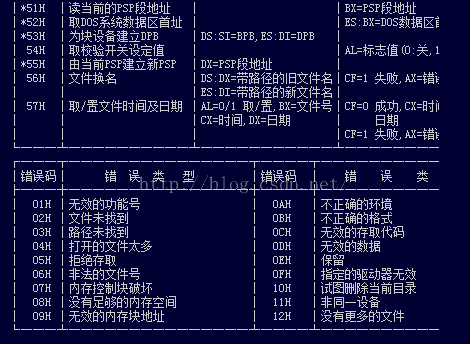 *51H 读当前的PSP段地址 BX=PSP段地址
*52H 取DOS系统数据区首址 ES:BX=DOS数据区首
*53H 为块设备建立DPB DS:SI=BPB,ES:DI=DPB
54H 取校验开关设定值 AL=标志值(0:关,1
*55H 由当前PSP建立新PSP DX=PSP段地址
56H 文件换名 DS:DX=带路径的旧文件名 CF=1 失败,AX=错误
ES:DI=带路径的新文件名
57H 取/置文件时间及日期 AL=0/1 取/置,BX=文件号 CF=0 成功,CX=时间
CX=时间,DX=日期 日期
CF=1 失败,AX=错误
错误码 错 误 类 型 错误码 错 误 类
http://blog.csdn.net/
01H 无效的功能号 0AH 不正确的环境
02H 文件未找到 0BH 不正确的格式
03H 路径未找到 0CH 无效的存取代码
04H 打开的文件太多 0DH 无效的数据
05H 拒绝存取 0EH 保留
06H 非法的文件号 0FH 指定的驱动器无效
07H 内存控制块破坏 10H 试图删除当前目录
08H 没有足够的内存空间 11H 非同一设备
09H 无效的内存块地址 12H 没有更多的文件